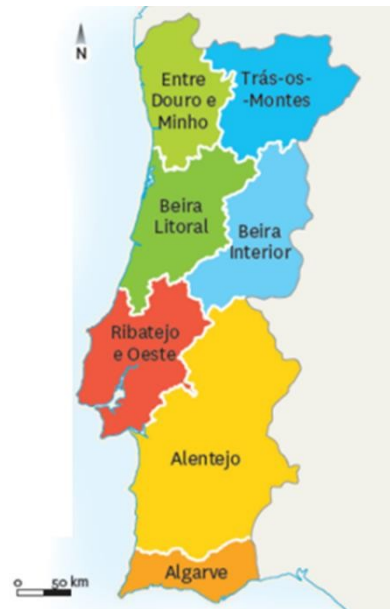 N
Entre
Douro e
Minho
Trás-os-
-Montes
Beira
Litoral
Beira
Interior
Ribatejo
e Oeste
Alentejo
Algarve
0 50 km